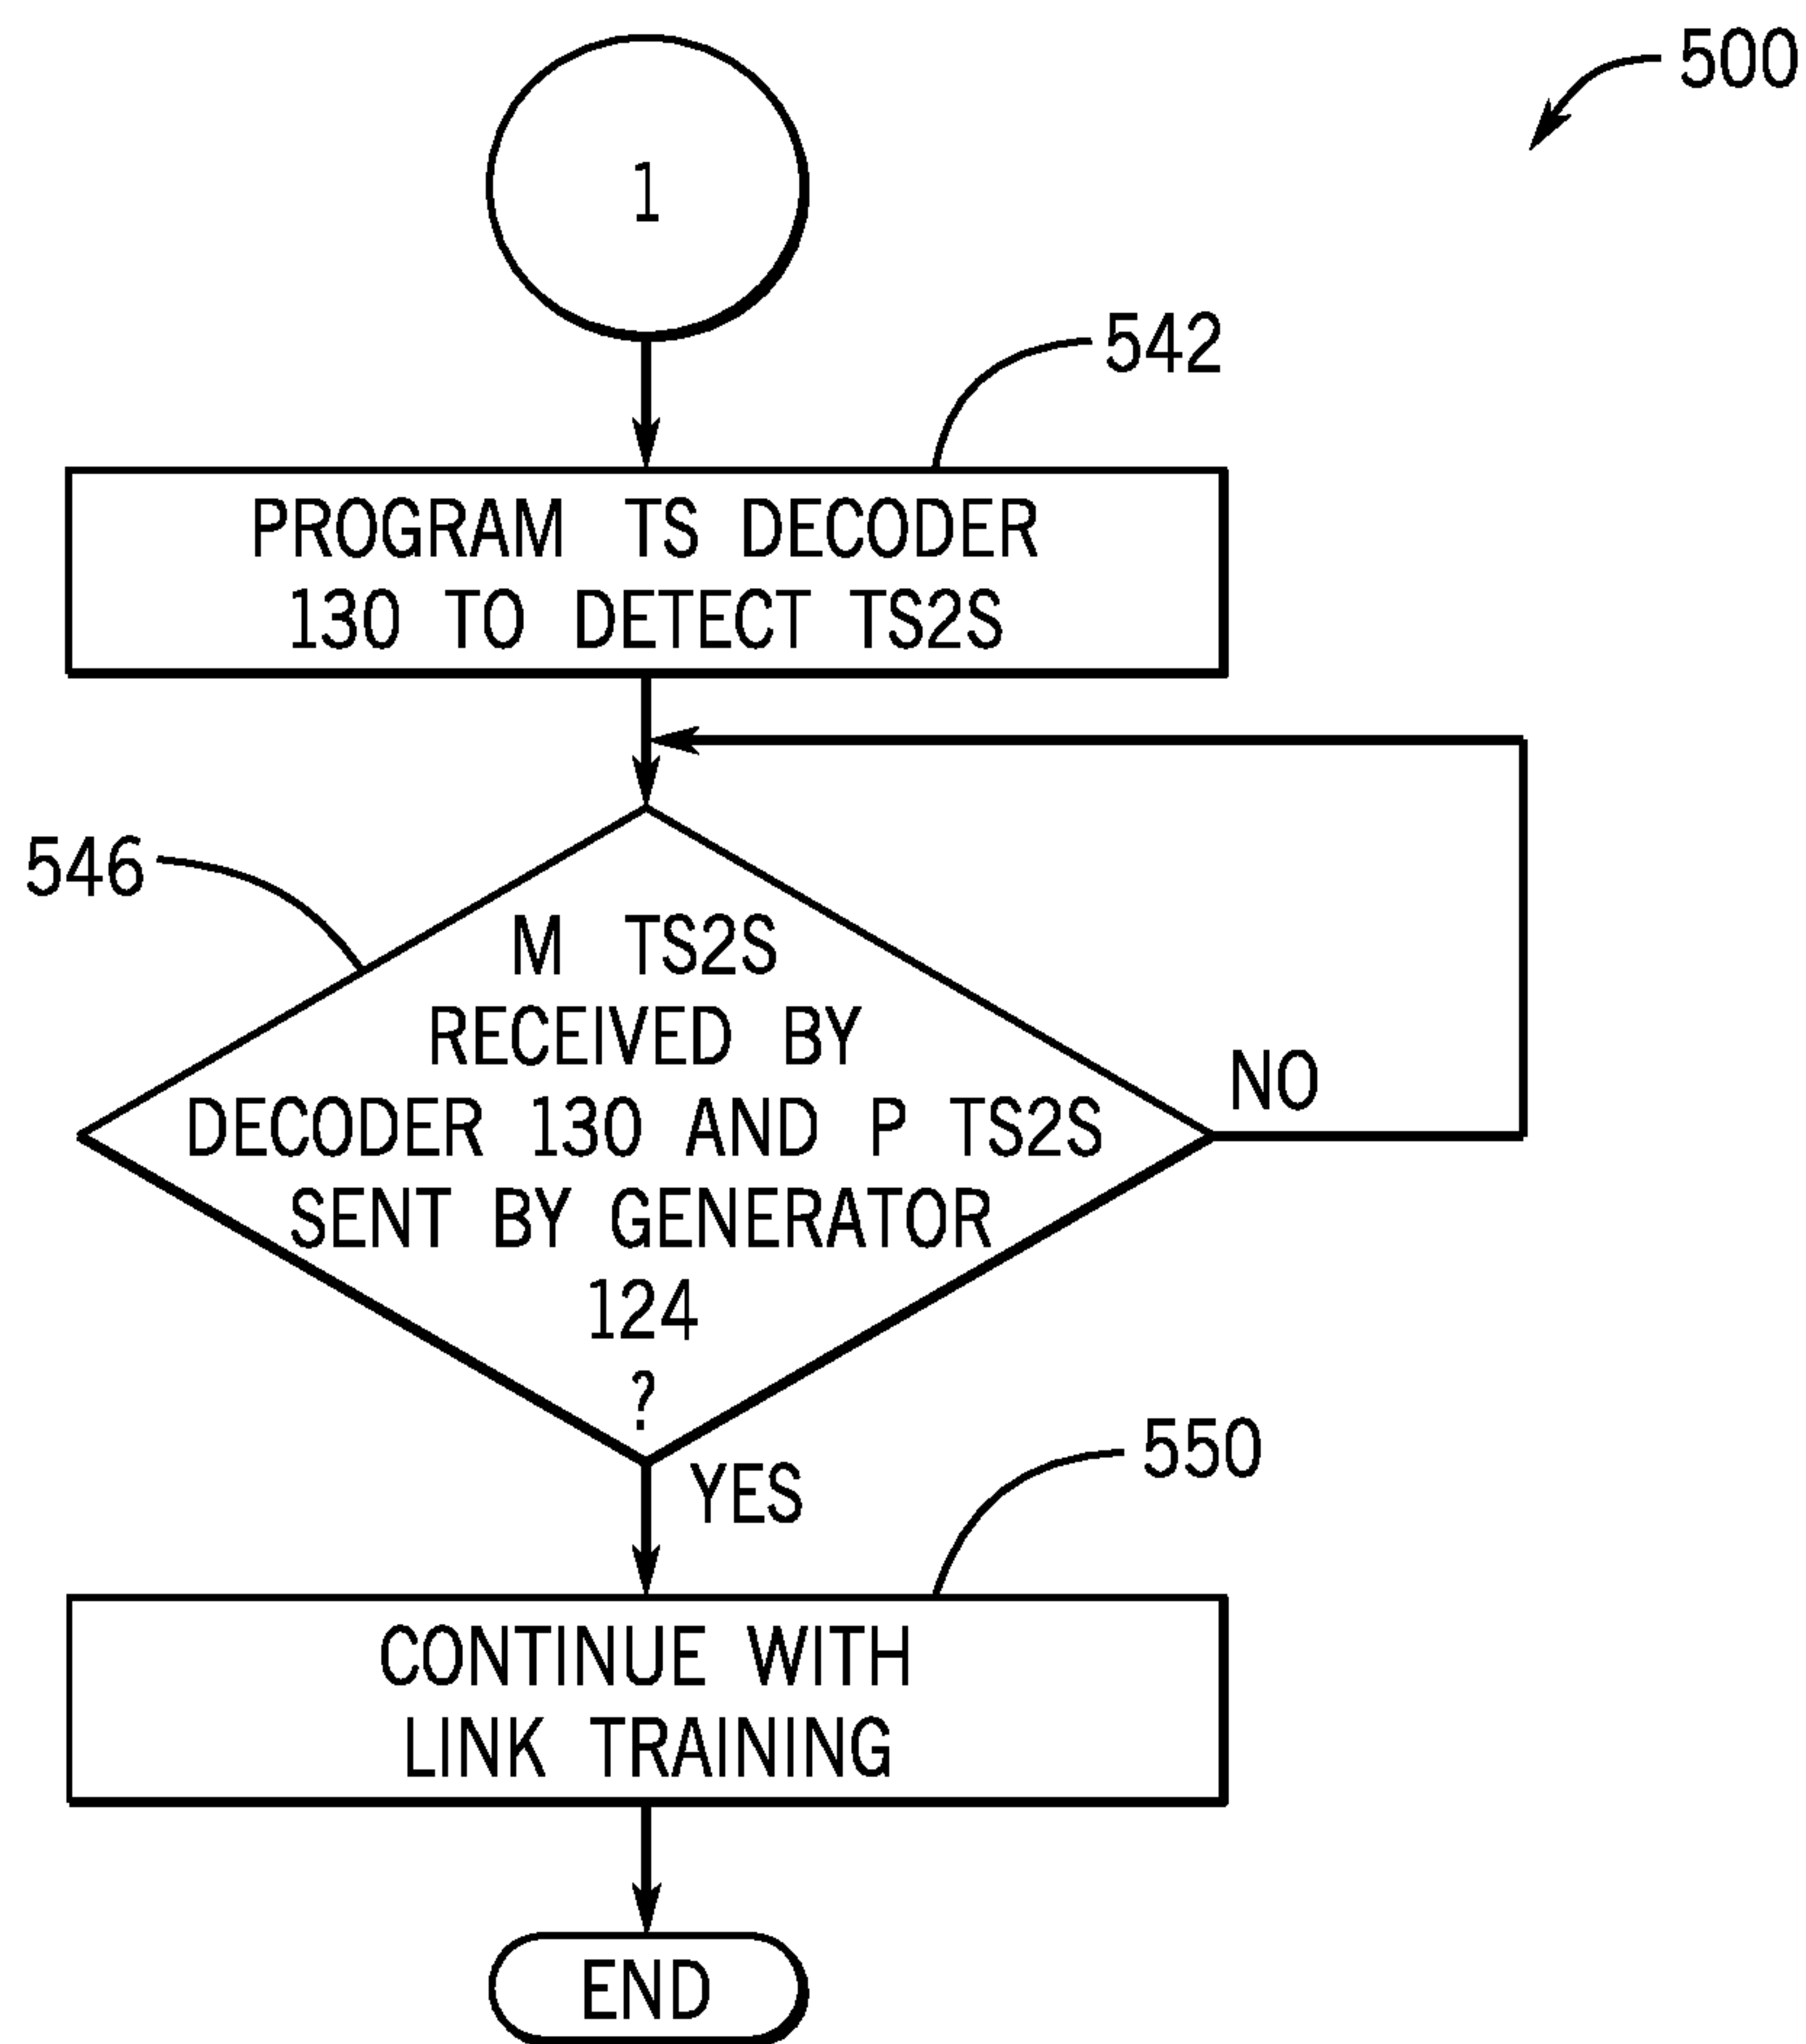 500
1
542
PROGRAM TS DECODER
130 TO DETECT TS2S
546
M TS2S
RECEIVED BY
DECODER 130 AND P TS2S
SENT BY GENERATOR
124
?
NO
YES
550
CONTINUE WITH
LINK TRAINING
END